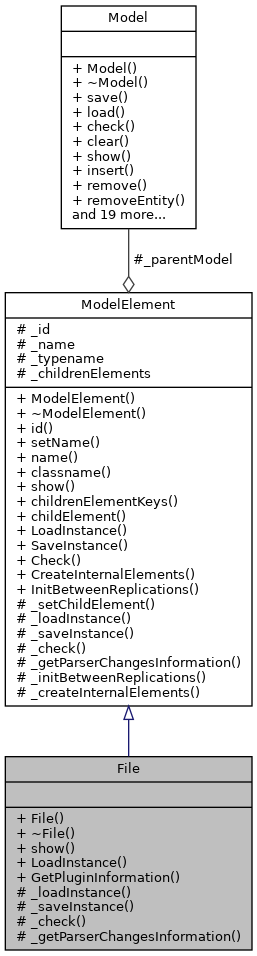 Model
+ Model()
+ ~Model()
+ save()
+ load()
+ check()
+ clear()
+ show()
+ insert()
+ remove()
+ removeEntity()
and 19 more...
#_parentModel
ModelElement
# _id
# _name
# _typename
# _childrenElements
+ ModelElement()
+ ~ModelElement()
+ id()
+ setName()
+ name()
+ classname()
+ show()
+ childrenElementKeys()
+ childElement()
+ LoadInstance()
+ SaveInstance()
+ Check()
+ CreateInternalElements()
+ InitBetweenReplications()
# _setChildElement()
# _loadInstance()
# _saveInstance()
# _check()
# _getParserChangesInformation()
# _initBetweenReplications()
# _createInternalElements()
File
+ File()
+ ~File()
+ show()
+ LoadInstance()
+ GetPluginInformation()
# _loadInstance()
# _saveInstance()
# _check()
# _getParserChangesInformation()